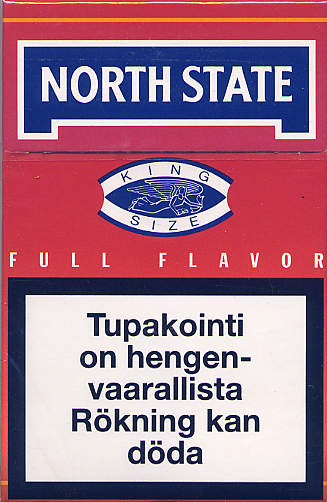 NORTH STATE
KING
SIZE
FULL FLAVOR
Tupakointi
on hengen-
vaarallista
Rökning kan
döda